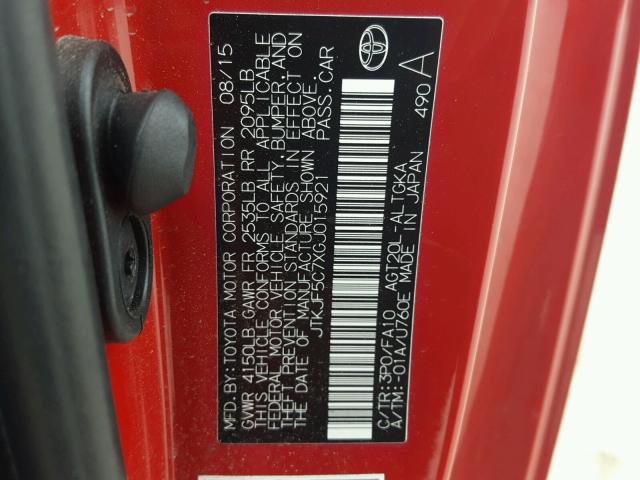 MFD.BY:TOYOTA MOTOR CORPORATION 08/15
GVWR 4150LB GAWR FR 2535LB RR 2095LB
THIS VEHICLE CONFORMS TO ALL APPLICABLE
FEDERAL MOTOR VEHICLE SAFETY, BUMPER, AND
THEFT PREVENTION STANDARDS IN EFFECT ON
THE DATE OF MANUFACTURE SHOWN ABOVE.
JTKJF5C7XGJ015921 PASS.CAR
C/TR:3P0/FA10 AGT20L-ALTGKA
A/TM:-01A/U760E MADE IN JAPAN
490 A